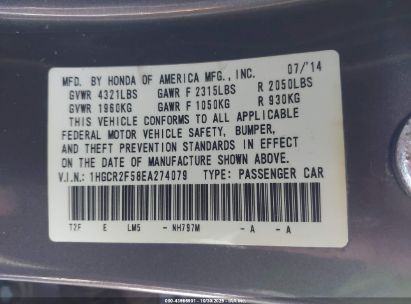 MFD. BY HONDA OF AMERICA MFG., INC. 07/'14
GVWR 4321LBS GAWR F 2315LBS R 2050LBS
GVWR 1960KG GAWR F 1050KG R 930KG
THIS VEHICLE CONFORMS TO ALL APPLICABLE
FEDERAL MOTOR VEHICLE SAFETY, BUMPER,
AND THEFT PREVENTION STANDARDS IN EFFECT
ON THE DATE OF MANUFACTURE SHOWN ABOVE.
V.I.N.: 1HGCR2F58EA274079 TYPE: PASSENGER CAR
T2F E LM5 - NH797M - A - A